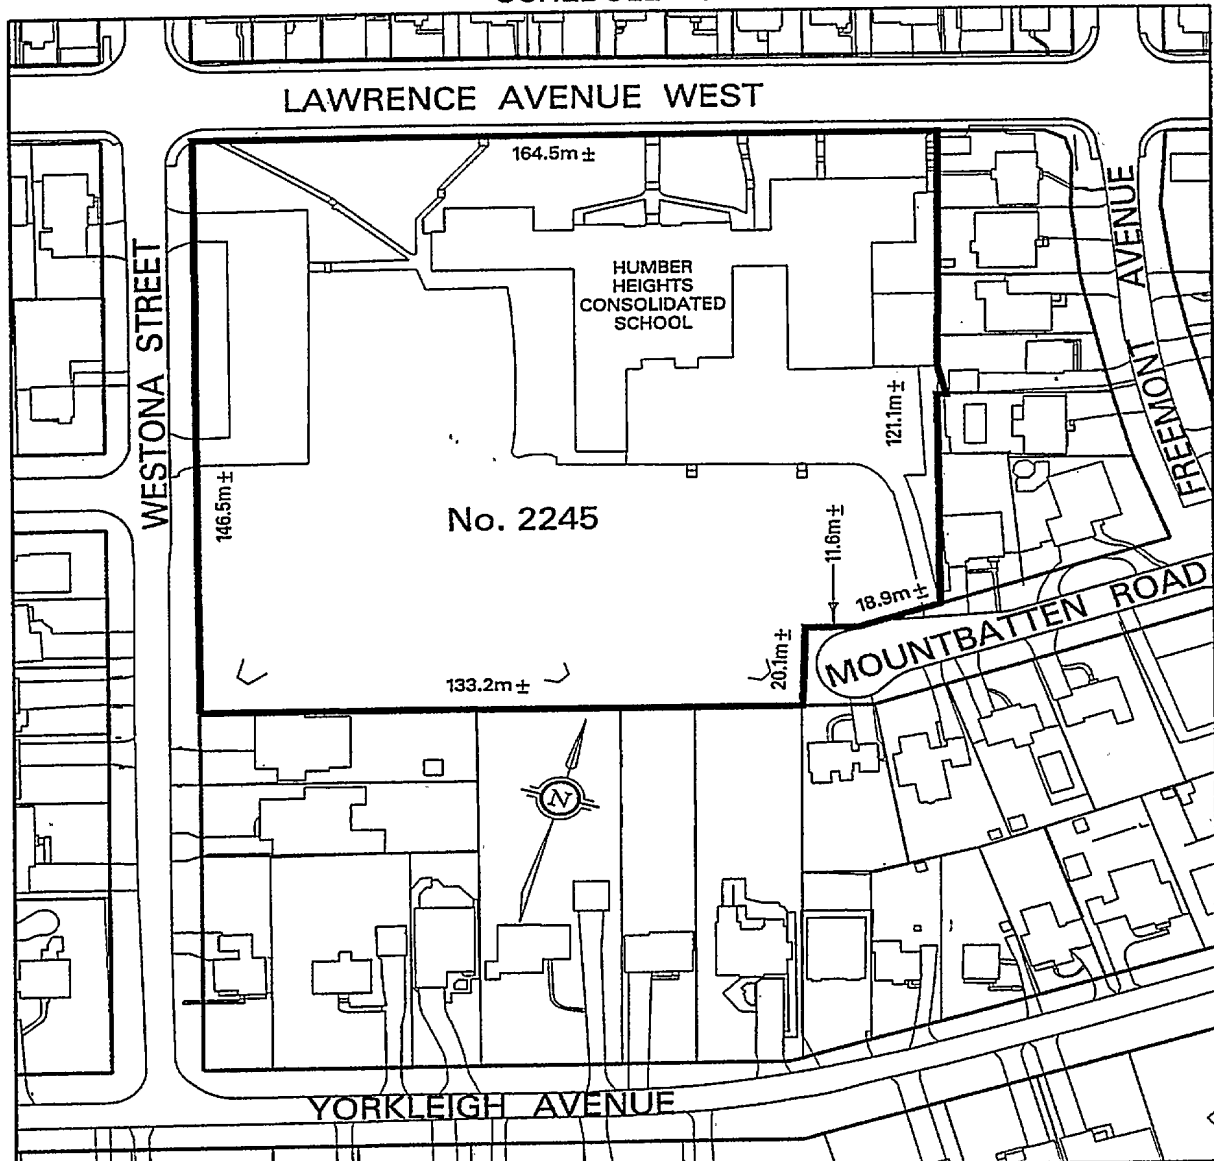 LAWRENCE AVENUE WEST
164.5m ±
HUMBER
HEIGHTS
CONSOLIDATED
SCHOOL
WESTONA STREET
FREEMONT AVENUE
121.1m ±
146.5m ±
No. 2245
11.6m ±
18.9m ±
MOUNTBATTEN ROAD
20.1m ±
133.2m ±
N
YORKLEIGH AVENUE